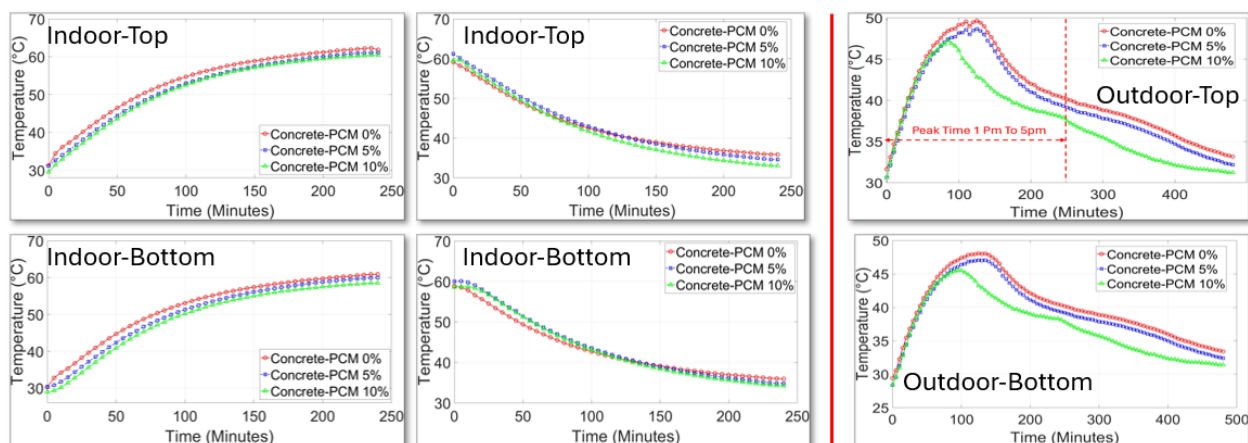 Indoor-Top
Temperature (°C)
70
60
50
40
30
Concrete-PCM 0%
Concrete-PCM 5%
Concrete-PCM 10%
0
50
100
150
200
250
Time (Minutes)
Indoor-Top
Temperature (°C)
70
60
50
40
30
Concrete-PCM 0%
Concrete-PCM 5%
Concrete-PCM 10%
0
50
100
150
200
250
Time (Minutes)
Outdoor-Top
Temperature (°C)
50
45
40
35
30
Concrete-PCM 0%
Concrete-PCM 5%
Concrete-PCM 10%
Peak Time 1 Pm To 5pm
0
100
200
300
400
Time (Minutes)
Indoor-Bottom
Temperature (°C)
70
60
50
40
30
Concrete-PCM 0%
Concrete-PCM 5%
Concrete-PCM 10%
0
50
100
150
200
250
Time (Minutes)
Indoor-Bottom
Temperature (°C)
70
60
50
40
30
Concrete-PCM 0%
Concrete-PCM 5%
Concrete-PCM 10%
0
50
100
150
200
250
Time (Minutes)
Outdoor-Bottom
Temperature (°C)
50
45
40
35
30
25
Concrete-PCM 0%
Concrete-PCM 5%
Concrete-PCM 10%
0
100
200
300
400
500
Time (Minutes)